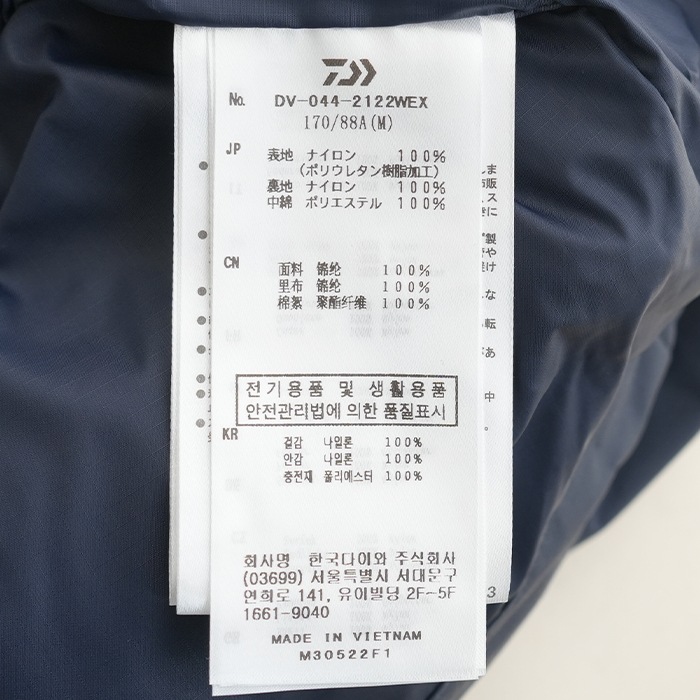 No. DV-044-2122WEX
170/88A(M)
JP 表地 ナイロン 100%
(ポリウレタン樹脂加工)
裏地 ナイロン 100%
中綿 ポリエステル 100%
CN 面料 锦纶 100%
里布 锦纶 100%
棉絮 聚酯纤维 100%
전기용품 및 생활용품
안전관리법에 의한 품질표시
KR 겉감 나일론 100%
안감 나일론 100%
충전재 폴리에스터 100%
회사명 한국다이와 주식회사
(03699) 서울특별시 서대문구
연희로 141, 유이빌딩 2F~5F
1661-9040
MADE IN VIETNAM
M30522F1